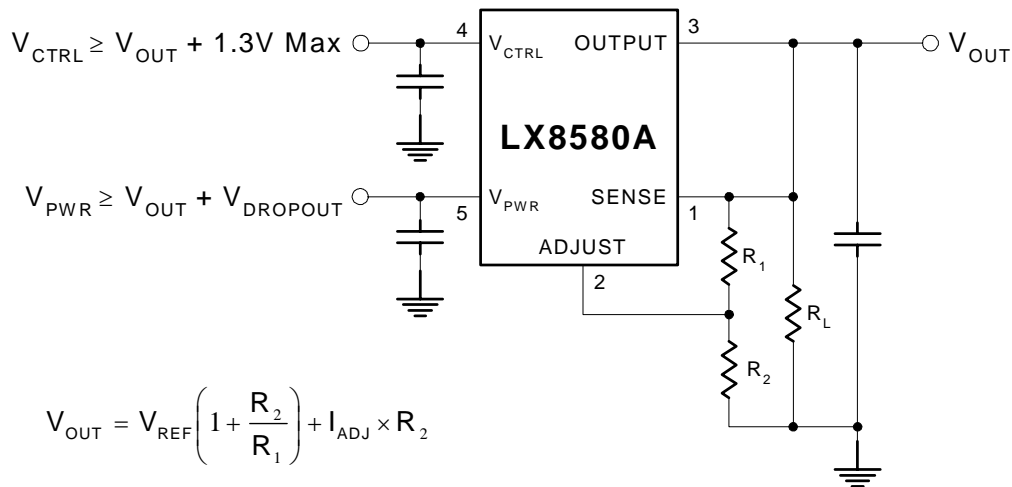 V_CTRL ≥ V_OUT + 1.3V Max
4
V_CTRL
OUTPUT
3
V_OUT
LX8580A
V_PWR ≥ V_OUT + V_DROPOUT
5
V_PWR
SENSE
1
ADJUST
2
R_1
R_L
R_2
V_OUT = V_REF(1 + R_2/R_1) + I_ADJ × R_2